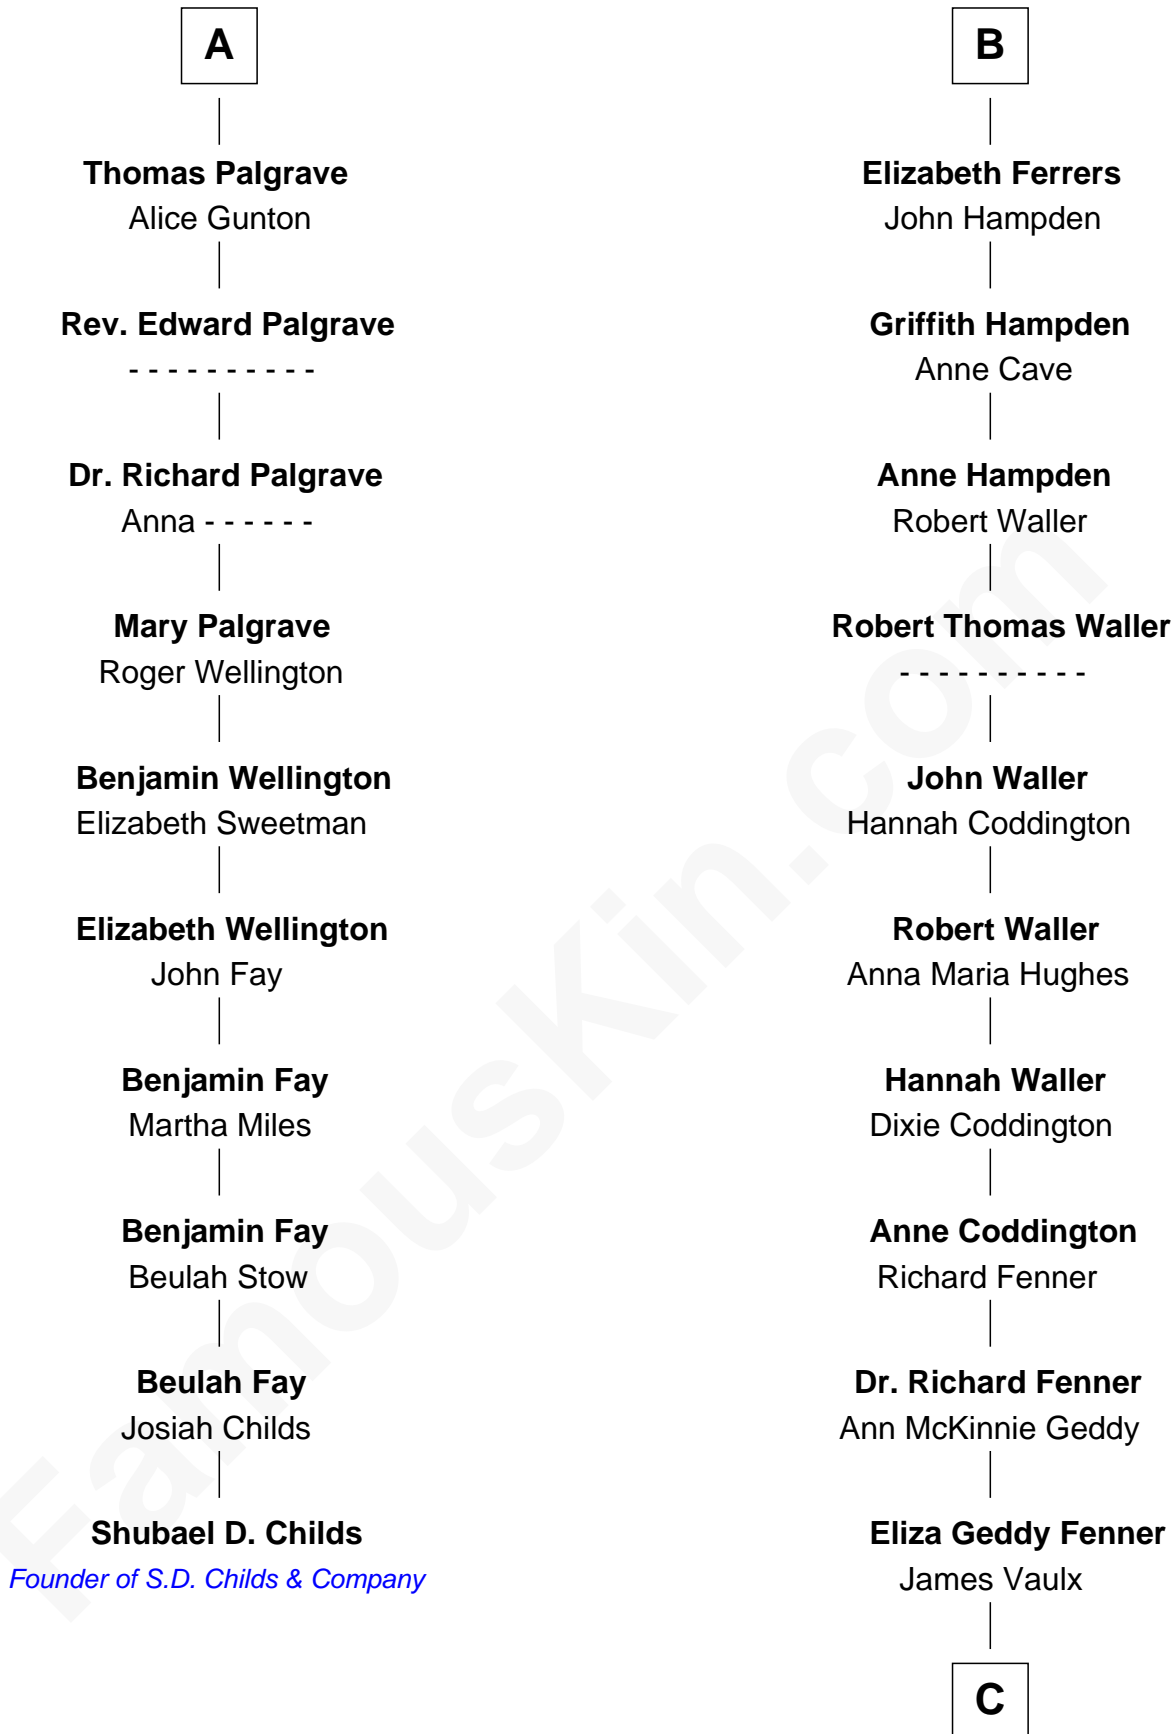 A
Thomas Palgrave
Alice Gunton
Rev. Edward Palgrave
- - - - - - - - - -
Dr. Richard Palgrave
Anna - - - - - -
Mary Palgrave
Roger Wellington
Benjamin Wellington
Elizabeth Sweetman
Elizabeth Wellington
John Fay
Benjamin Fay
Martha Miles
Benjamin Fay
Beulah Stow
Beulah Fay
Josiah Childs
Shubael D. Childs
Founder of S.D. Childs & Company
B
Elizabeth Ferrers
John Hampden
Griffith Hampden
Anne Cave
Anne Hampden
Robert Waller
Robert Thomas Waller
- - - - - - - - - -
John Waller
Hannah Coddington
Robert Waller
Anna Maria Hughes
Hannah Waller
Dixie Coddington
Anne Coddington
Richard Fenner
Dr. Richard Fenner
Ann McKinnie Geddy
Eliza Geddy Fenner
James Vaulx
C
FamousKin.com